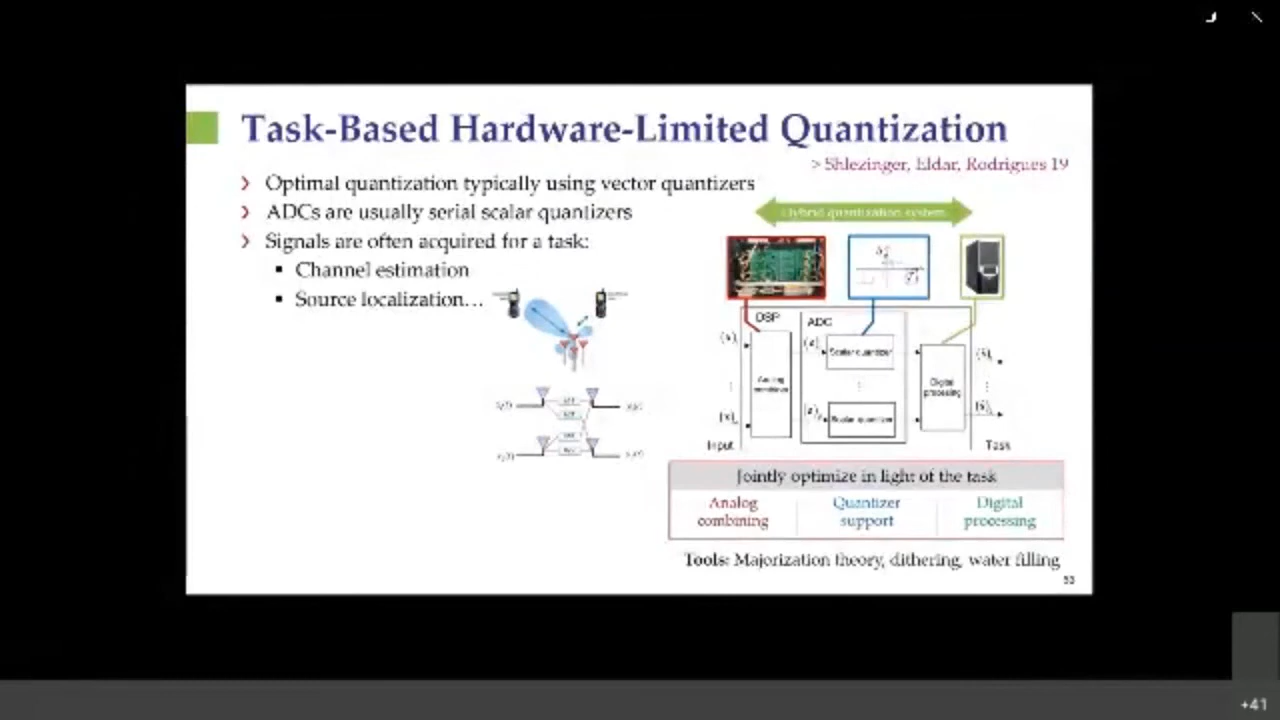 Task-Based Hardware-Limited Quantization
> Shlezinger, Eldar, Rodrigues 19
› Optimal quantization typically using vector quantizers
› ADCs are usually serial scalar quantizers
› Signals are often acquired for a task:
▪ Channel estimation
▪ Source localization…
Hybrid quantization system
DSP
ADC
Scalar quantizer
Analog
Digital
processing
Scalar quantizer
Input
Task
Jointly optimize in light of the task
Analog combining
Quantizer support
Digital processing
Tools: Majorization theory, dithering, water filling
+41